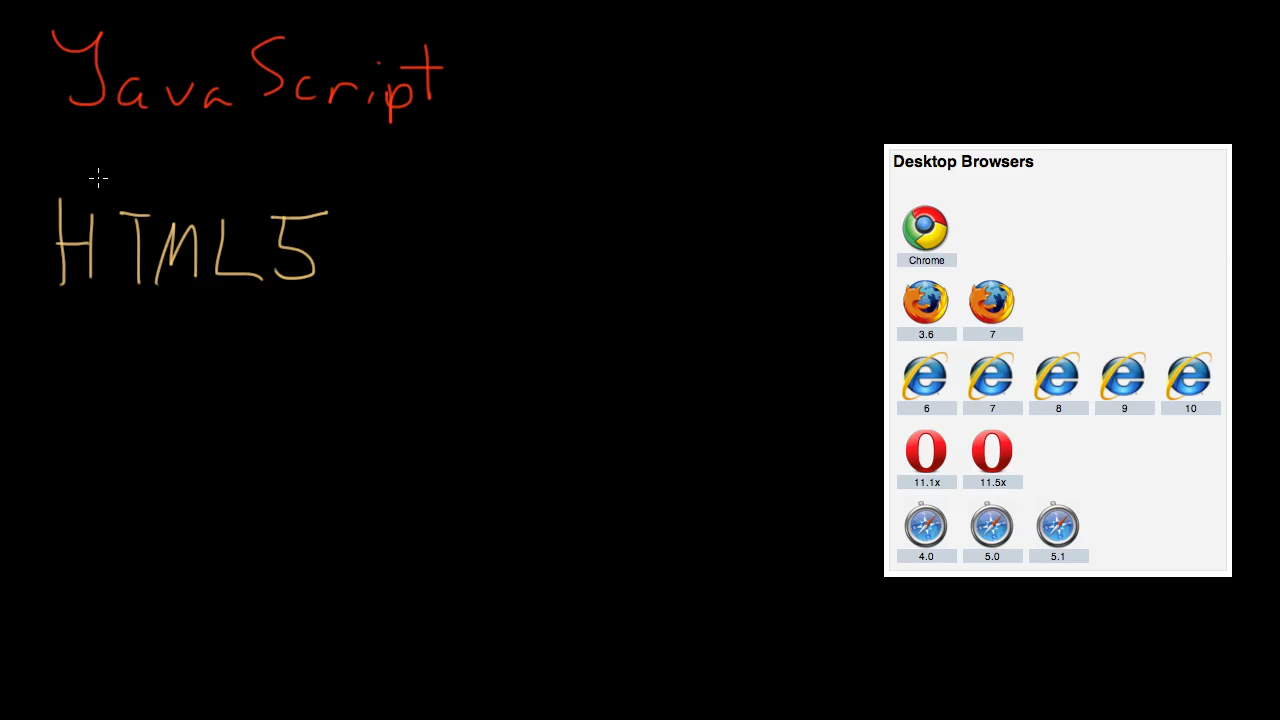 JavaScript
HTML5
Desktop Browsers
Chrome
3.6 7
6 7 8 9 10
11.1x 11.5x
4.0 5.0 5.1